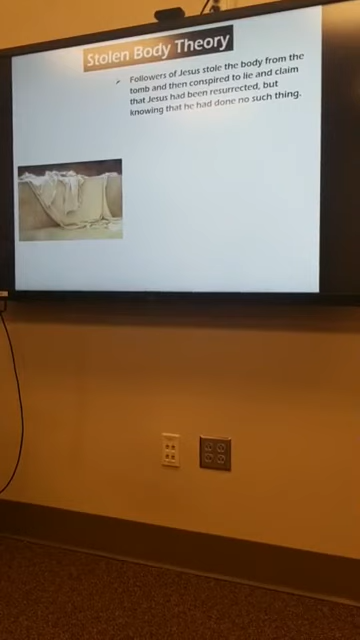 Stolen Body Theory
Followers of Jesus stole the body from the
tomb and then conspired to lie and claim
that Jesus had been resurrected, but
knowing that he had done no such thing.